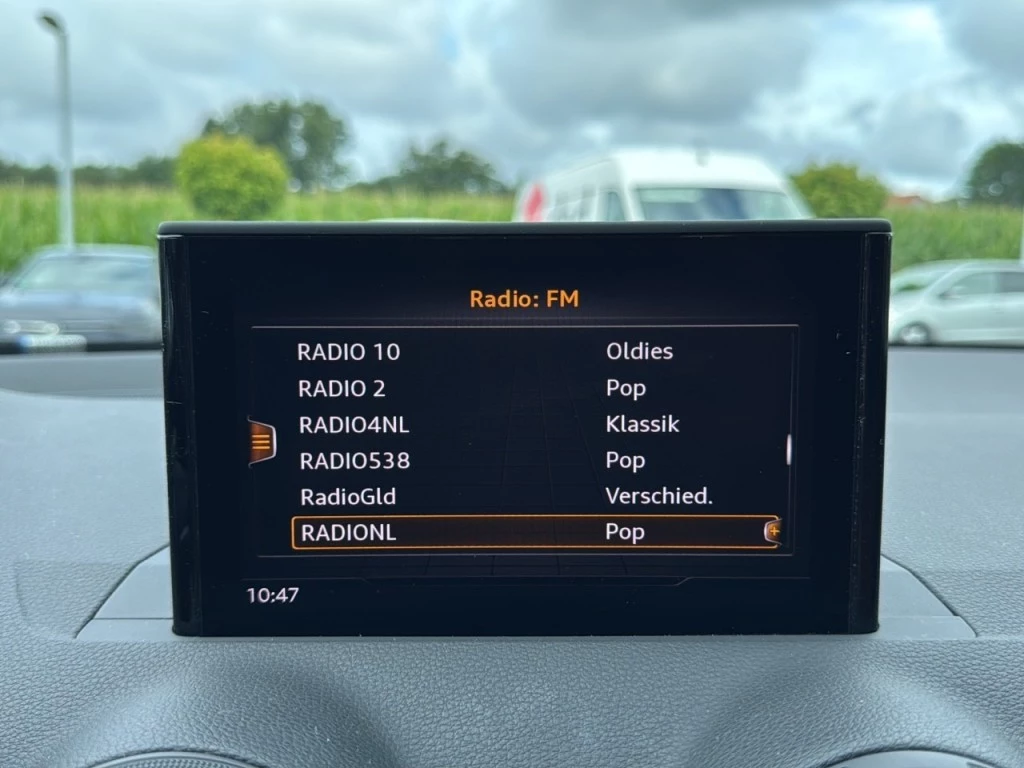 Radio: FM
RADIO 10 Oldies
RADIO 2 Pop
RADIO4NL Klassik
RADIO538 Pop
RadioGld Verschied.
RADIONL Pop
10:47